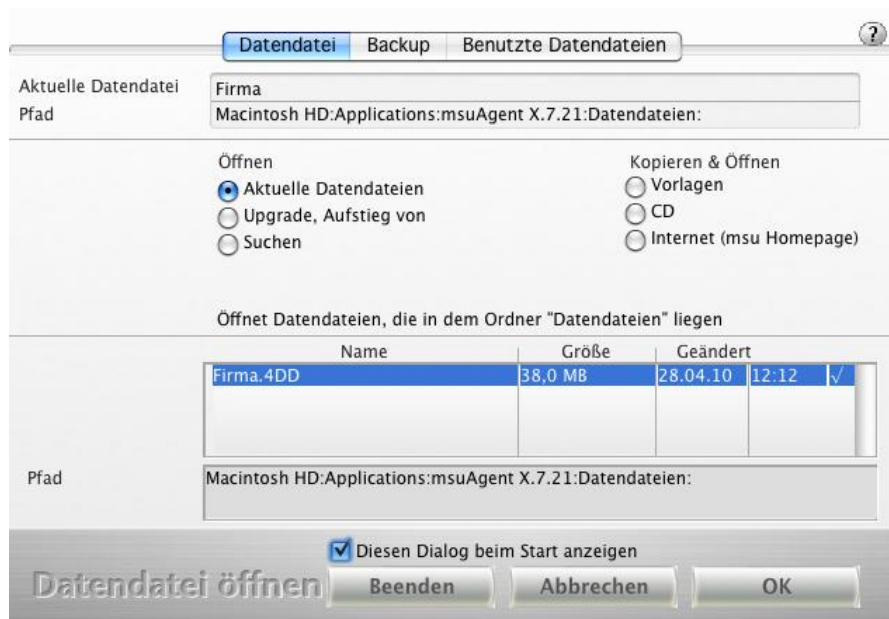 Datendatei Backup Benutzte Datendateien
?
Aktuelle Datendatei Firma
Pfad Macintosh HD:Applications:msuAgent X.7.21:Datendateien:
Öffnen Kopieren & Öffnen
Aktuelle Datendateien Vorlagen
Upgrade, Aufstieg von CD
Suchen Internet (msu Homepage)
Öffnet Datendateien, die in dem Ordner "Datendateien" liegen
Name Größe Geändert
Firma.4DD 38,0 MB 28.04.10 12:12 √
Pfad Macintosh HD:Applications:msuAgent X.7.21:Datendateien:
Diesen Dialog beim Start anzeigen
Datendatei öffnen Beenden Abbrechen OK